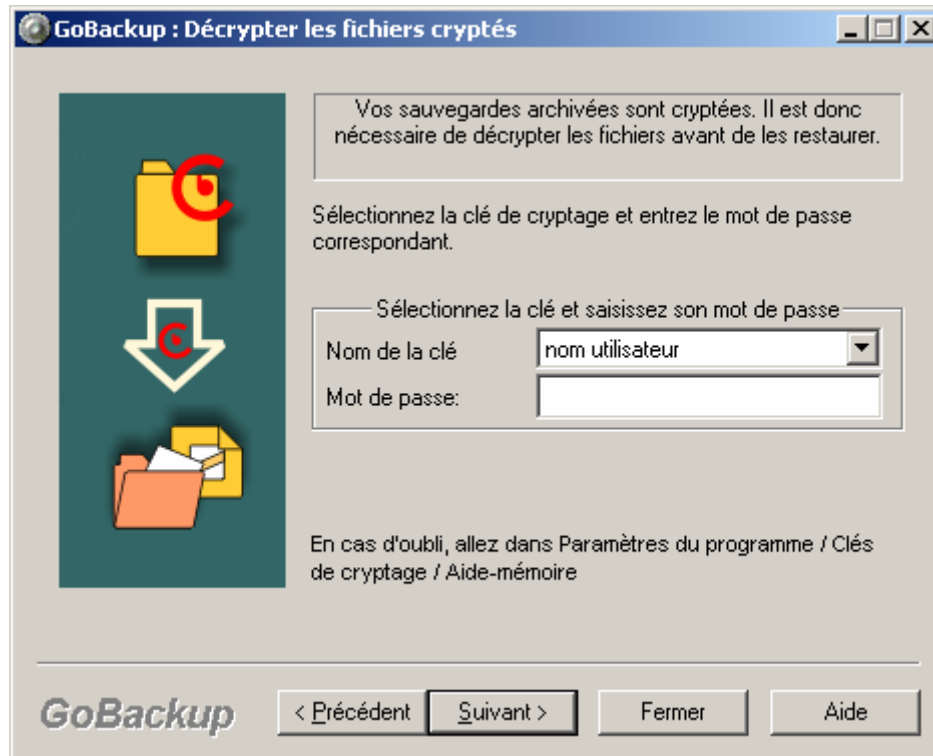 GoBackup : Décrypter les fichiers cryptés
Vos sauvegardes archivées sont cryptées. Il est donc
nécessaire de décrypter les fichiers avant de les restaurer.
Sélectionnez la clé de cryptage et entrez le mot de passe
correspondant.
Sélectionnez la clé et saisissez son mot de passe
Nom de la clé
nom utilisateur
Mot de passe:
En cas d'oubli, allez dans Paramètres du programme / Clés
de cryptage / Aide-mémoire
GoBackup
< Précédent
Suivant >
Fermer
Aide